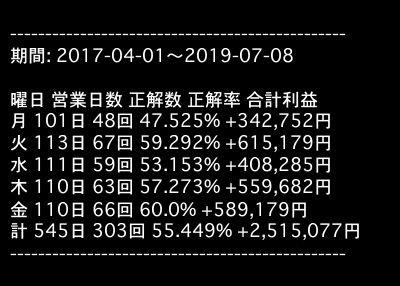 ------------------------------------------------
期間: 2017-04-01〜2019-07-08
曜日 営業日数 正解数 正解率 合計利益
月 101日 48回 47.525% +342,752円
火 113日 67回 59.292% +615,179円
水 111日 59回 53.153% +408,285円
木 110日 63回 57.273% +559,682円
金 110日 66回 60.0% +589,179円
計 545日 303回 55.449% +2,515,077円
------------------------------------------------